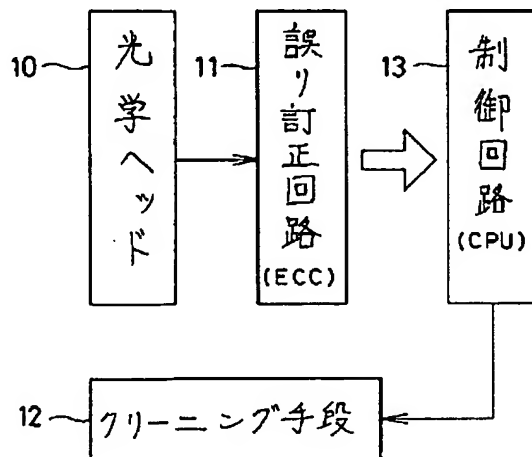 10
光学ヘッド
11
誤り訂正回路
(ECC)
13
制御回路
(CPU)
12
クリーニング手段